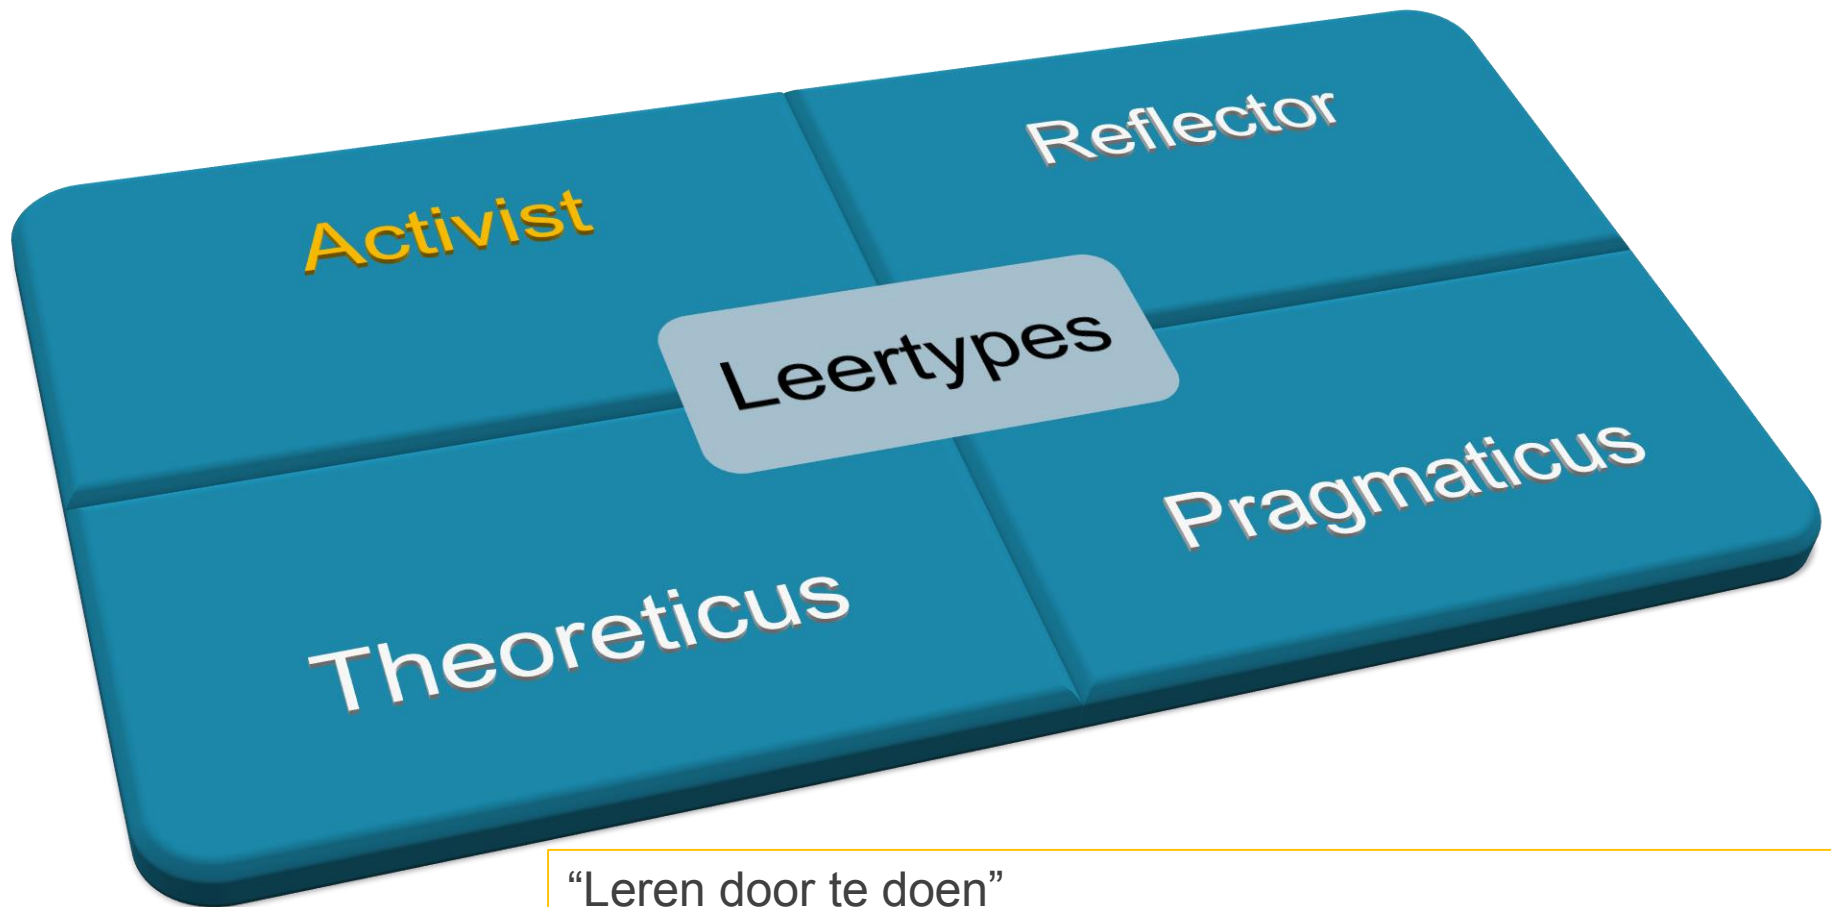 Activist
Reflector
Leertypes
Theoreticus
Pragmaticus
“Leren door te doen”